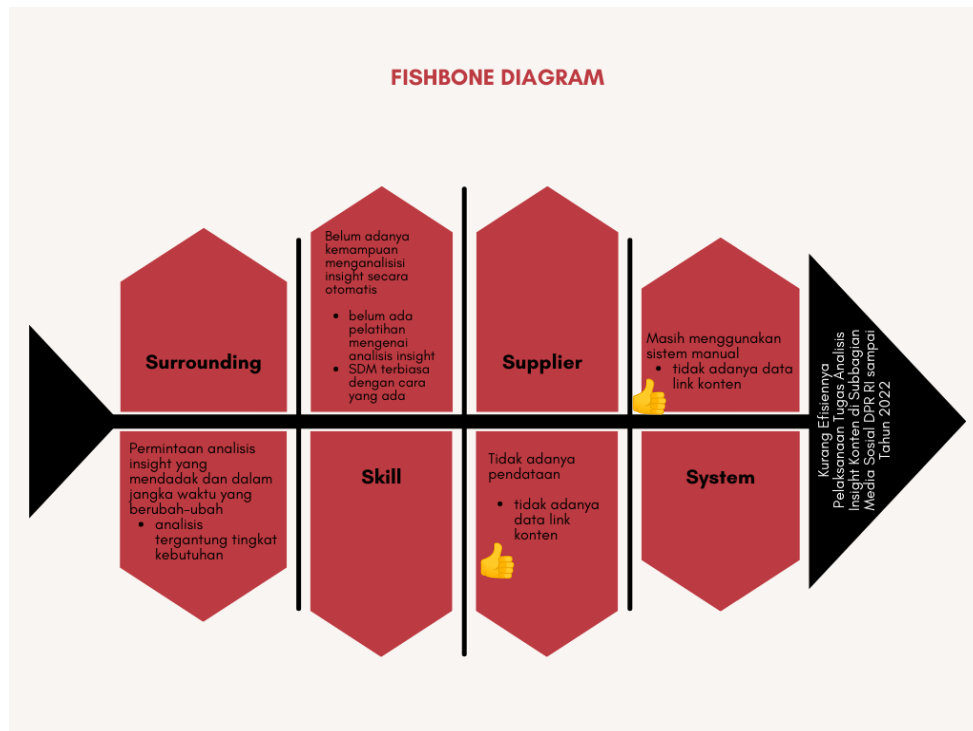 FISHBONE DIAGRAM
Surrounding
Permintaan analisis
insight yang
mendadak dan dalam
jangka waktu yang
berubah-ubah
• analisis
tergantung tingkat
kebutuhan
Belum adanya
kemampuan
menganalisisi
insight secara
otomatis
• belum ada
pelatihan
mengenai
analisis insight
• SDM terbiasa
dengan cara
yang ada
Skill
Supplier
Tidak adanya
pendataan
• tidak adanya
data link
konten
Masih menggunakan
sistem manual
• tidak adanya data
link konten
System
Kurang Efisiennya
Pelaksanaan Tugas Analisis
Insight Konten di Subbagian
Media Sosial DPR RI sampai
Tahun 2022